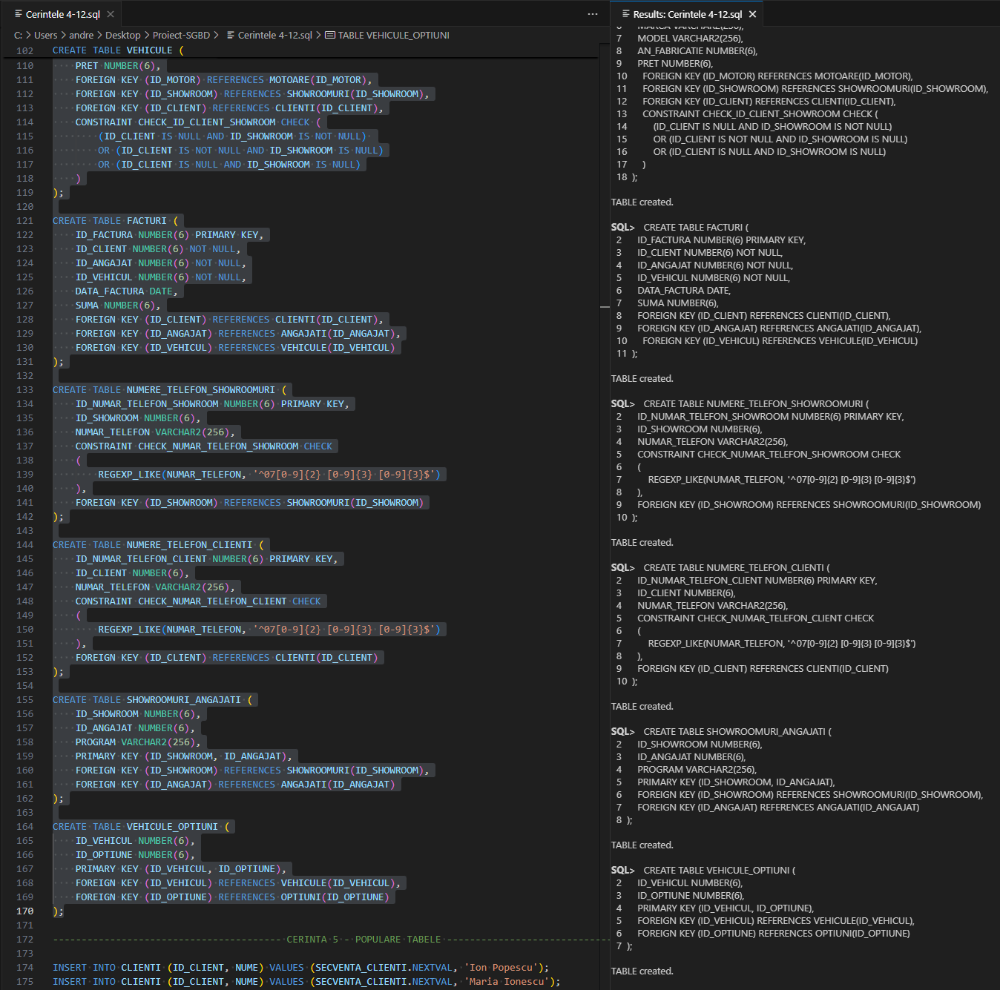 Cerintele 4-12.sql
C: > Users > andre > Desktop > Proiect-SGBD > Cerintele 4-12.sql > TABLE VEHICULE_OPTIUNI
102 CREATE TABLE VEHICULE (
110 PRET NUMBER(6),
111 FOREIGN KEY (ID_MOTOR) REFERENCES MOTOARE(ID_MOTOR),
112 FOREIGN KEY (ID_SHOWROOM) REFERENCES SHOWROOMURI(ID_SHOWROOM),
113 FOREIGN KEY (ID_CLIENT) REFERENCES CLIENTI(ID_CLIENT),
114 CONSTRAINT CHECK_ID_CLIENT_SHOWROOM CHECK (
115 (ID_CLIENT IS NULL AND ID_SHOWROOM IS NOT NULL)
116 OR (ID_CLIENT IS NOT NULL AND ID_SHOWROOM IS NULL)
117 OR (ID_CLIENT IS NULL AND ID_SHOWROOM IS NULL)
118 )
119 );
120
121 CREATE TABLE FACTURI (
122 ID_FACTURA NUMBER(6) PRIMARY KEY,
123 ID_CLIENT NUMBER(6) NOT NULL,
124 ID_ANGAJAT NUMBER(6) NOT NULL,
125 ID_VEHICUL NUMBER(6) NOT NULL,
126 DATA_FACTURA DATE,
127 SUMA NUMBER(6),
128 FOREIGN KEY (ID_CLIENT) REFERENCES CLIENTI(ID_CLIENT),
129 FOREIGN KEY (ID_ANGAJAT) REFERENCES ANGAJATI(ID_ANGAJAT),
130 FOREIGN KEY (ID_VEHICUL) REFERENCES VEHICULE(ID_VEHICUL)
131 );
132
133 CREATE TABLE NUMERE_TELEFON_SHOWROOMURI (
134 ID_NUMAR_TELEFON_SHOWROOM NUMBER(6) PRIMARY KEY,
135 ID_SHOWROOM NUMBER(6),
136 NUMAR_TELEFON VARCHAR2(256),
137 CONSTRAINT CHECK_NUMAR_TELEFON_SHOWROOM CHECK
138 (
139 REGEXP_LIKE(NUMAR_TELEFON, '^07[0-9]{2} [0-9]{3} [0-9]{3}$')
140 ),
141 FOREIGN KEY (ID_SHOWROOM) REFERENCES SHOWROOMURI(ID_SHOWROOM)
142 );
143
144 CREATE TABLE NUMERE_TELEFON_CLIENTI (
145 ID_NUMAR_TELEFON_CLIENT NUMBER(6) PRIMARY KEY,
146 ID_CLIENT NUMBER(6),
147 NUMAR_TELEFON VARCHAR2(256),
148 CONSTRAINT CHECK_NUMAR_TELEFON_CLIENT CHECK
149 (
150 REGEXP_LIKE(NUMAR_TELEFON, '^07[0-9]{2} [0-9]{3} [0-9]{3}$')
151 ),
152 FOREIGN KEY (ID_CLIENT) REFERENCES CLIENTI(ID_CLIENT)
153 );
154
155 CREATE TABLE SHOWROOMURI_ANGAJATI (
156 ID_SHOWROOM NUMBER(6),
157 ID_ANGAJAT NUMBER(6),
158 PROGRAM VARCHAR2(256),
159 PRIMARY KEY (ID_SHOWROOM, ID_ANGAJAT),
160 FOREIGN KEY (ID_SHOWROOM) REFERENCES SHOWROOMURI(ID_SHOWROOM),
161 FOREIGN KEY (ID_ANGAJAT) REFERENCES ANGAJATI(ID_ANGAJAT)
162 );
163
164 CREATE TABLE VEHICULE_OPTIUNI (
165 ID_VEHICUL NUMBER(6),
166 ID_OPTIUNE NUMBER(6),
167 PRIMARY KEY (ID_VEHICUL, ID_OPTIUNE),
168 FOREIGN KEY (ID_VEHICUL) REFERENCES VEHICULE(ID_VEHICUL),
169 FOREIGN KEY (ID_OPTIUNE) REFERENCES OPTIUNI(ID_OPTIUNE)
170 );
171
172 ---------------------------------------- CERINTA 5 - POPULARE TABELE ----------------------------
173
174 INSERT INTO CLIENTI (ID_CLIENT, NUME) VALUES (SECVENTA_CLIENTI.NEXTVAL, 'Ion Popescu');
175 INSERT INTO CLIENTI (ID_CLIENT, NUME) VALUES (SECVENTA_CLIENTI.NEXTVAL, 'Maria Ionescu');
Results: Cerintele 4-12.sql
6 MARCA VARCHAR2(256),
7 MODEL VARCHAR2(256),
8 AN_FABRICATIE NUMBER(6),
9 PRET NUMBER(6),
10 FOREIGN KEY (ID_MOTOR) REFERENCES MOTOARE(ID_MOTOR),
11 FOREIGN KEY (ID_SHOWROOM) REFERENCES SHOWROOMURI(ID_SHOWROOM),
12 FOREIGN KEY (ID_CLIENT) REFERENCES CLIENTI(ID_CLIENT),
13 CONSTRAINT CHECK_ID_CLIENT_SHOWROOM CHECK (
14 (ID_CLIENT IS NULL AND ID_SHOWROOM IS NOT NULL)
15 OR (ID_CLIENT IS NOT NULL AND ID_SHOWROOM IS NULL)
16 OR (ID_CLIENT IS NULL AND ID_SHOWROOM IS NULL)
17 )
18 );
TABLE created.
SQL> CREATE TABLE FACTURI (
2 ID_FACTURA NUMBER(6) PRIMARY KEY,
3 ID_CLIENT NUMBER(6) NOT NULL,
4 ID_ANGAJAT NUMBER(6) NOT NULL,
5 ID_VEHICUL NUMBER(6) NOT NULL,
6 DATA_FACTURA DATE,
7 SUMA NUMBER(6),
8 FOREIGN KEY (ID_CLIENT) REFERENCES CLIENTI(ID_CLIENT),
9 FOREIGN KEY (ID_ANGAJAT) REFERENCES ANGAJATI(ID_ANGAJAT),
10 FOREIGN KEY (ID_VEHICUL) REFERENCES VEHICULE(ID_VEHICUL)
11 );
TABLE created.
SQL> CREATE TABLE NUMERE_TELEFON_SHOWROOMURI (
2 ID_NUMAR_TELEFON_SHOWROOM NUMBER(6) PRIMARY KEY,
3 ID_SHOWROOM NUMBER(6),
4 NUMAR_TELEFON VARCHAR2(256),
5 CONSTRAINT CHECK_NUMAR_TELEFON_SHOWROOM CHECK
6 (
7 REGEXP_LIKE(NUMAR_TELEFON, '^07[0-9]{2} [0-9]{3} [0-9]{3}$')
8 ),
9 FOREIGN KEY (ID_SHOWROOM) REFERENCES SHOWROOMURI(ID_SHOWROOM)
10 );
TABLE created.
SQL> CREATE TABLE NUMERE_TELEFON_CLIENTI (
2 ID_NUMAR_TELEFON_CLIENT NUMBER(6) PRIMARY KEY,
3 ID_CLIENT NUMBER(6),
4 NUMAR_TELEFON VARCHAR2(256),
5 CONSTRAINT CHECK_NUMAR_TELEFON_CLIENT CHECK
6 (
7 REGEXP_LIKE(NUMAR_TELEFON, '^07[0-9]{2} [0-9]{3} [0-9]{3}$')
8 ),
9 FOREIGN KEY (ID_CLIENT) REFERENCES CLIENTI(ID_CLIENT)
10 );
TABLE created.
SQL> CREATE TABLE SHOWROOMURI_ANGAJATI (
2 ID_SHOWROOM NUMBER(6),
3 ID_ANGAJAT NUMBER(6),
4 PROGRAM VARCHAR2(256),
5 PRIMARY KEY (ID_SHOWROOM, ID_ANGAJAT),
6 FOREIGN KEY (ID_SHOWROOM) REFERENCES SHOWROOMURI(ID_SHOWROOM),
7 FOREIGN KEY (ID_ANGAJAT) REFERENCES ANGAJATI(ID_ANGAJAT)
8 );
TABLE created.
SQL> CREATE TABLE VEHICULE_OPTIUNI (
2 ID_VEHICUL NUMBER(6),
3 ID_OPTIUNE NUMBER(6),
4 PRIMARY KEY (ID_VEHICUL, ID_OPTIUNE),
5 FOREIGN KEY (ID_VEHICUL) REFERENCES VEHICULE(ID_VEHICUL),
6 FOREIGN KEY (ID_OPTIUNE) REFERENCES OPTIUNI(ID_OPTIUNE)
7 );
TABLE created.